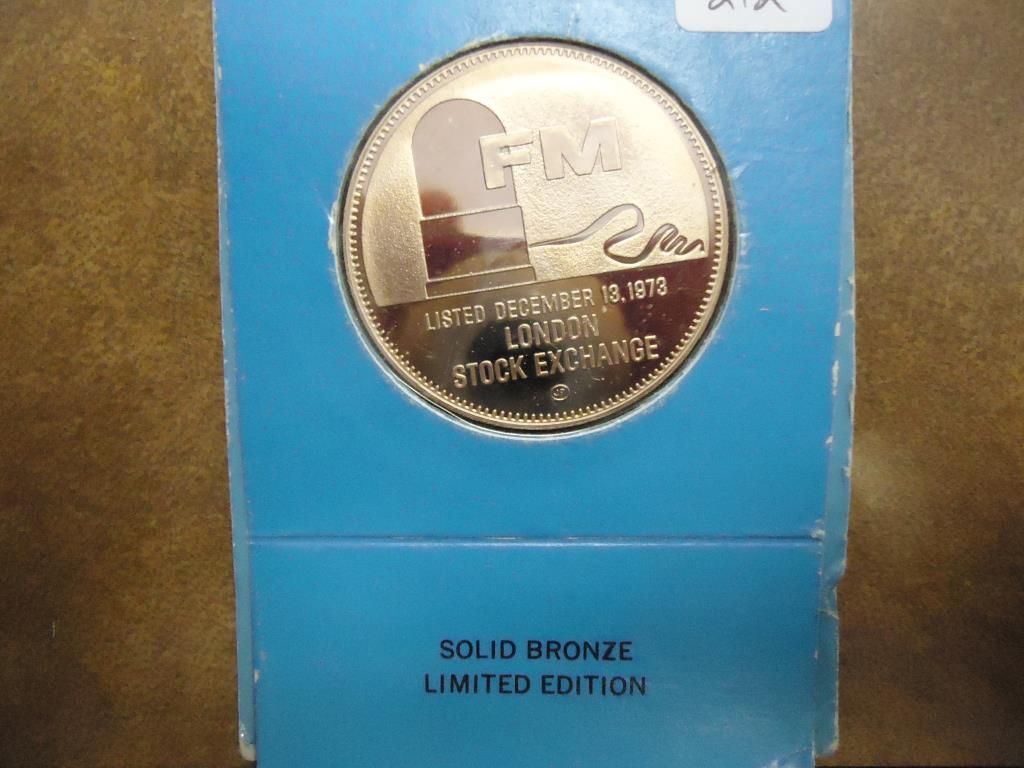 FM
LISTED DECEMBER 13, 1973
LONDON
STOCK EXCHANGE
SOLID BRONZE
LIMITED EDITION